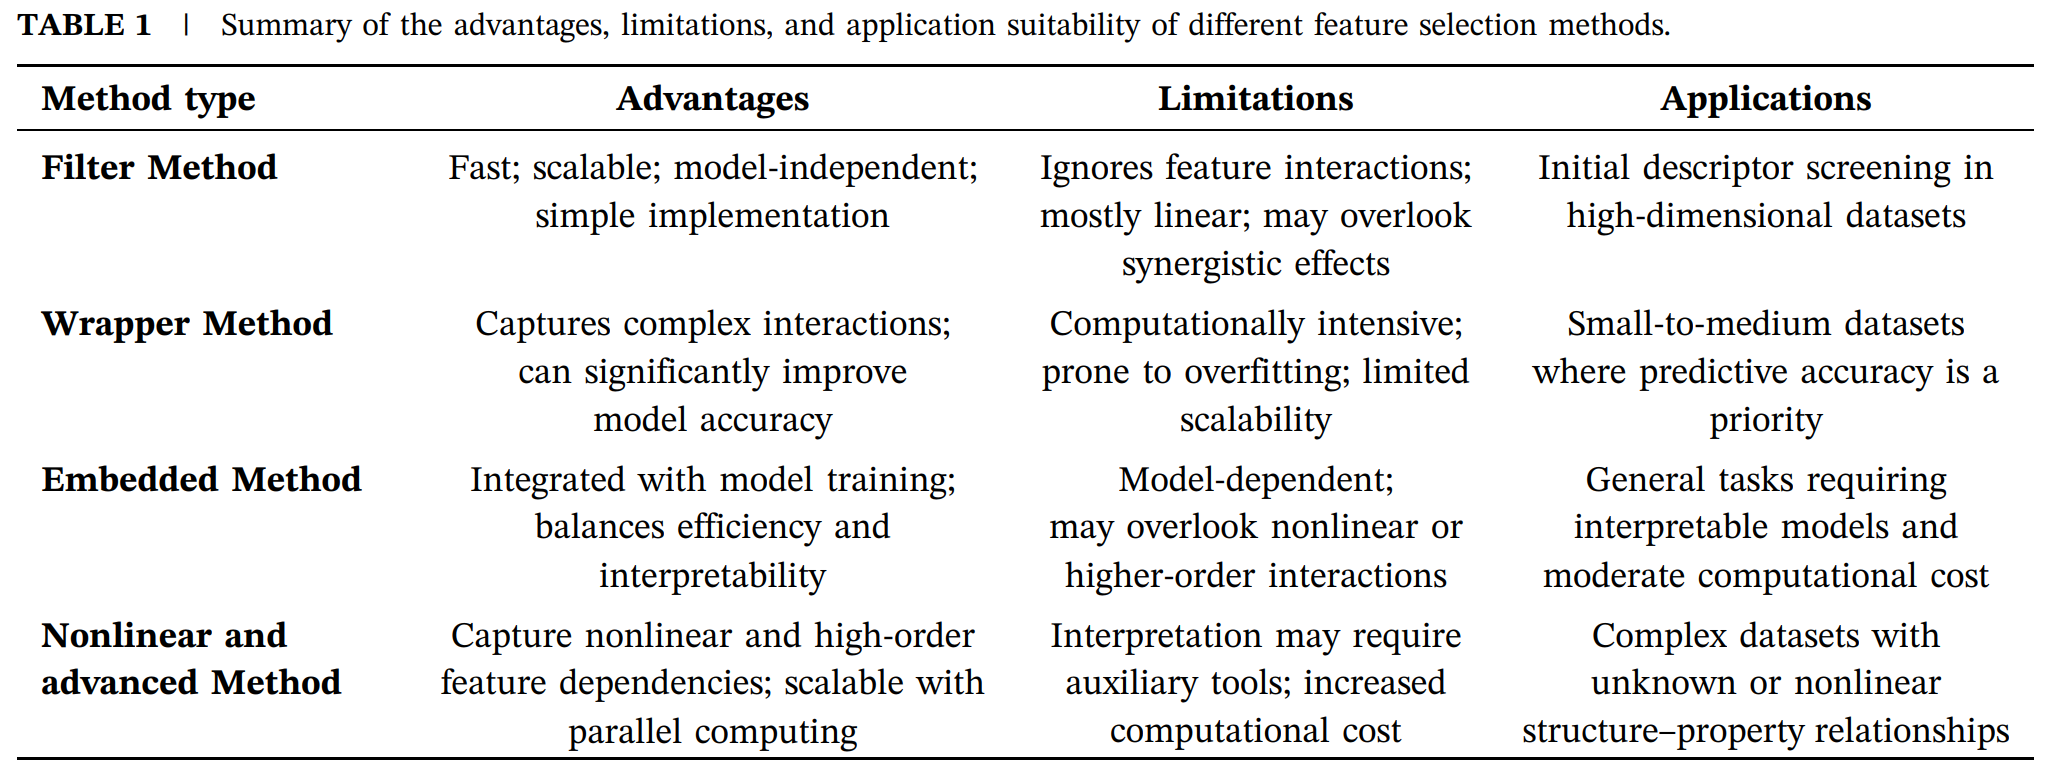 TABLE 1 | Summary of the advantages, limitations, and application suitability of different feature selection methods.
Method type Advantages Limitations Applications
Filter Method Fast; scalable; model-independent; Ignores feature interactions; Initial descriptor screening in
simple implementation mostly linear; may overlook high-dimensional datasets
synergistic effects
Wrapper Method Captures complex interactions; Computationally intensive; Small-to-medium datasets
can significantly improve prone to overfitting; limited where predictive accuracy is a
model accuracy scalability priority
Embedded Method Integrated with model training; Model-dependent; General tasks requiring
balances efficiency and may overlook nonlinear or interpretable models and
interpretability higher-order interactions moderate computational cost
Nonlinear and Capture nonlinear and high-order Interpretation may require Complex datasets with
advanced Method feature dependencies; scalable with auxiliary tools; increased unknown or nonlinear
parallel computing computational cost structure–property relationships